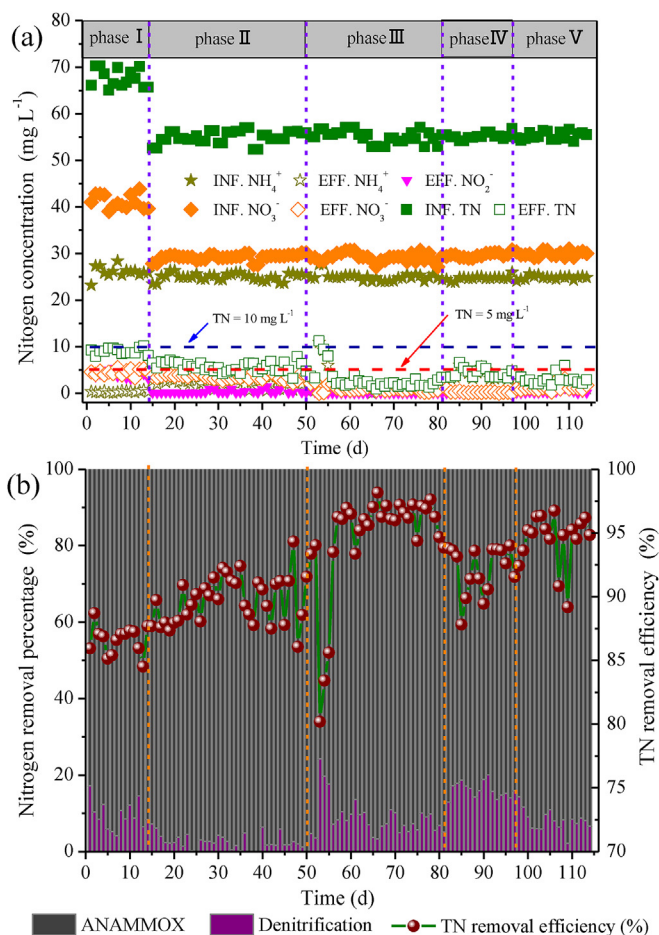 (a)
phase Ⅰ phase Ⅱ phase Ⅲ phase Ⅳ phase Ⅴ
80
70
60
50
40
30
20
10
0
Nitogen concentration (mg L⁻¹)
INF. NH₄⁺ EFF. NH₄⁺ EFF. NO₂⁻
INF. NO₃⁻ EFF. NO₃⁻ INF. TN EFF. TN
TN = 10 mg L⁻¹
TN = 5 mg L⁻¹
0 10 20 30 40 50 60 70 80 90 100 110
Time (d)
(b)
100
80
60
40
20
0
Nitrogen removal percentage (%)
100
95
90
85
80
75
70
TN removal efficiency (%)
0 10 20 30 40 50 60 70 80 90 100 110
Time (d)
ANAMMOX Denitrification TN removal efficiency (%)